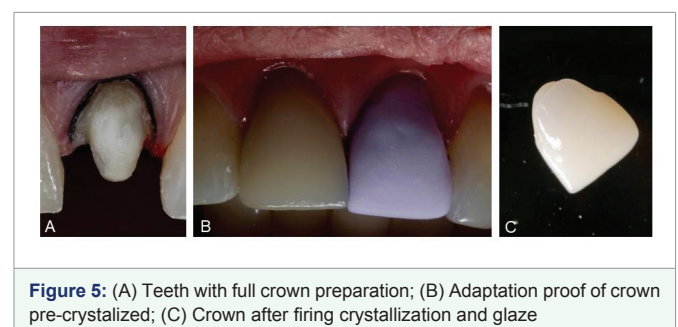 A
B
C
Figure 5: (A) Teeth with full crown preparation; (B) Adaptation proof of crown
pre-crystalized; (C) Crown after firing crystallization and glaze